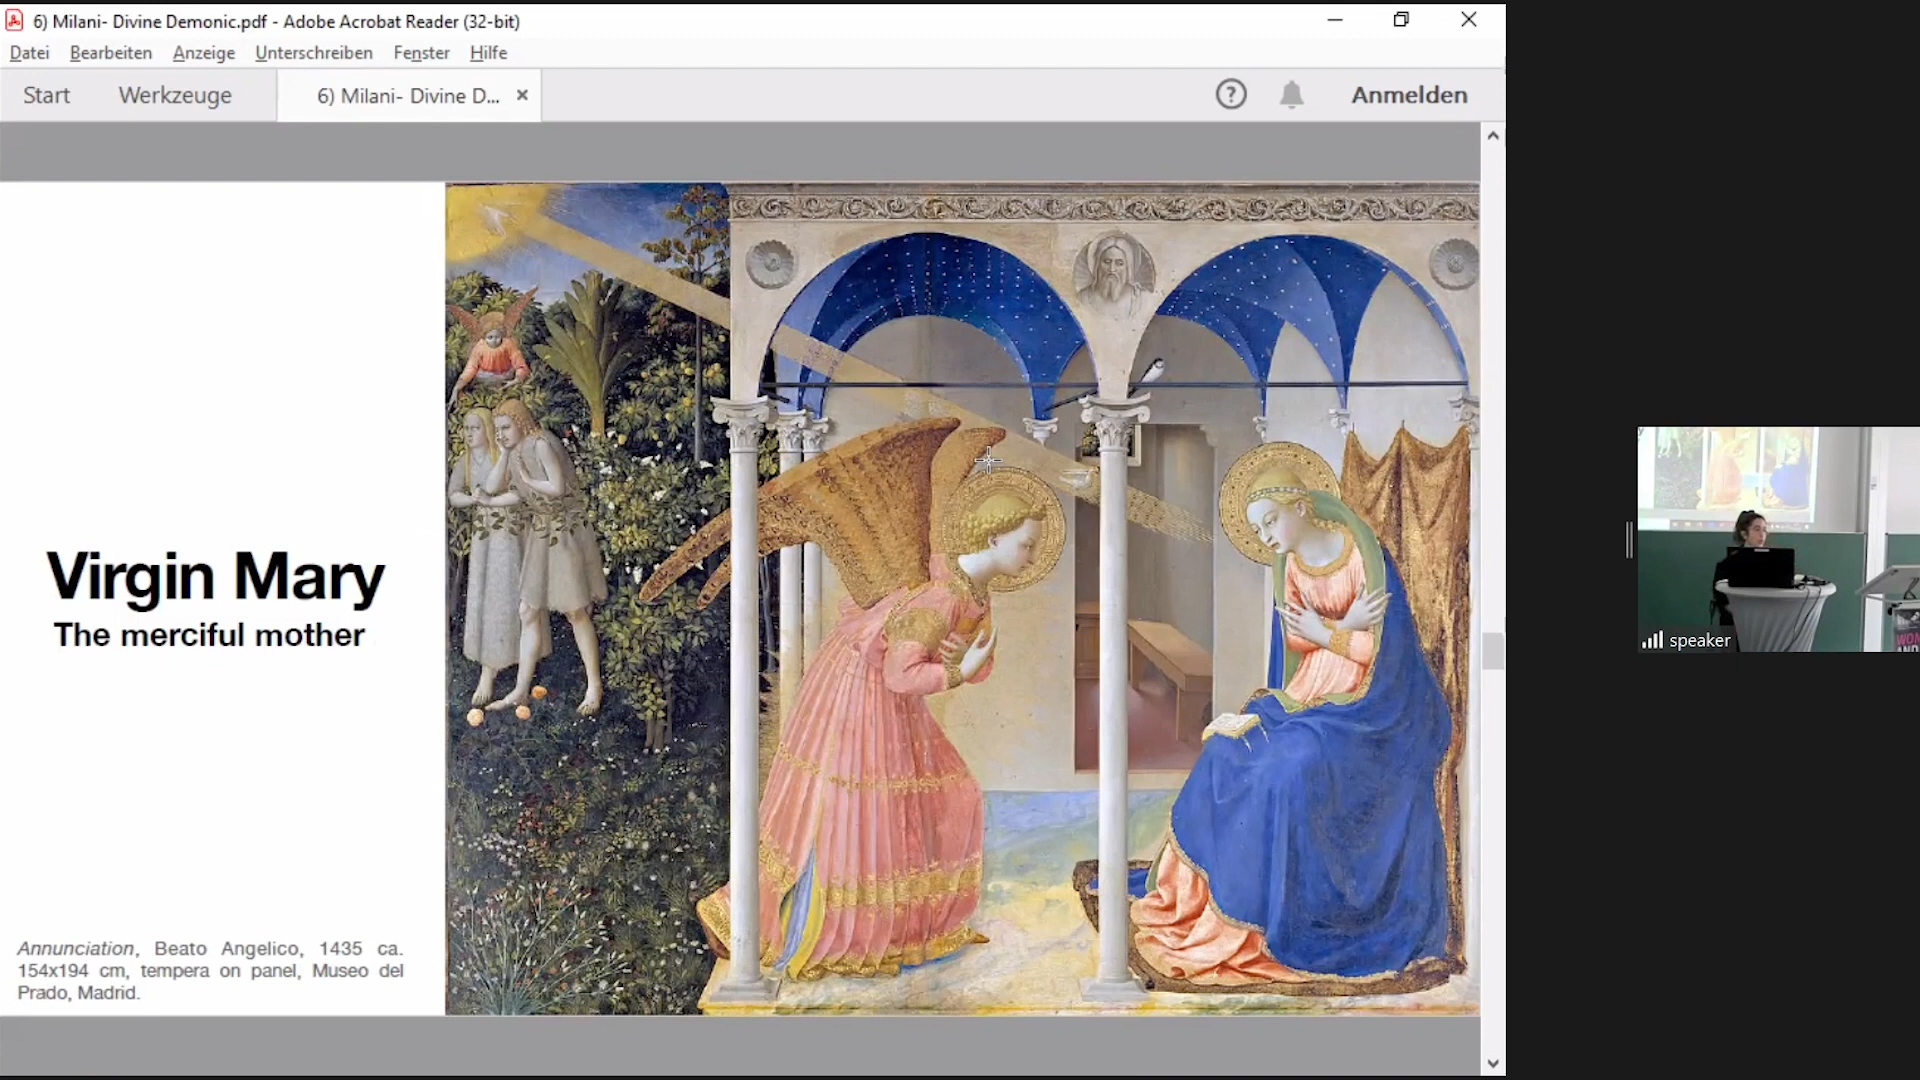 6) Milani- Divine Demonic.pdf - Adobe Acrobat Reader (32-bit)
Datei Bearbeiten Anzeige Unterschreiben Fenster Hilfe
Start Werkzeuge 6) Milani- Divine D... Anmelden
Virgin Mary
The merciful mother
Annunciation, Beato Angelico, 1435 ca.
154x194 cm, tempera on panel, Museo del
Prado, Madrid.
speaker
WOM
AND